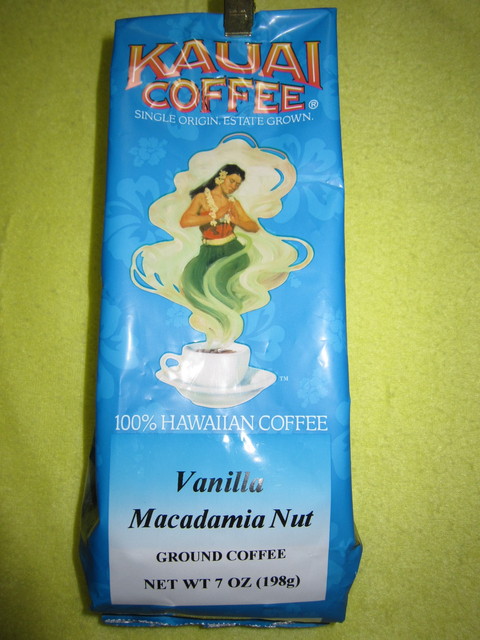 KAUAI
COFFEE®
SINGLE ORIGIN. ESTATE GROWN.
TM
100% HAWAIIAN COFFEE
Vanilla
Macadamia Nut
GROUND COFFEE
NET WT 7 OZ (198g)